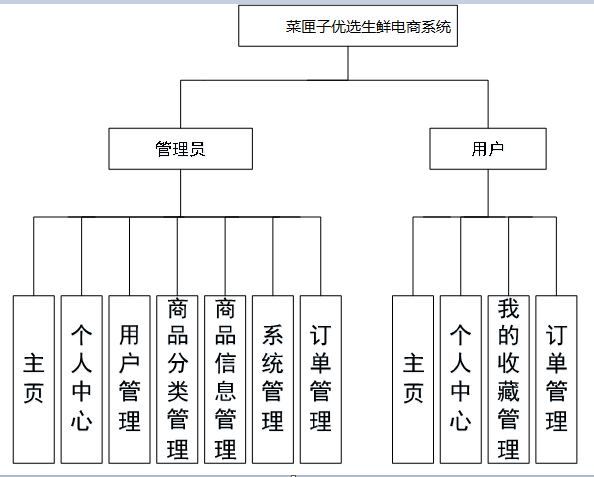 菜匣子优选生鲜电商系统
管理员
用户
主页
个人中心
用户管理
商品分类管理
商品信息管理
系统管理
订单管理
主页
个人中心
我的收藏管理
订单管理